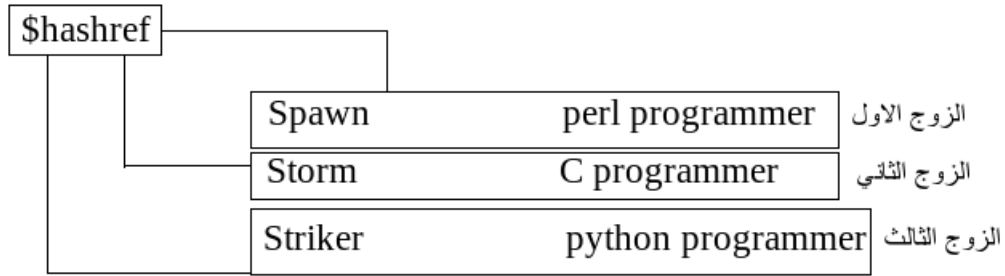 $hashref
Spawn perl programmer الزوج الاول
Storm C programmer الزوج الثاني
Striker python programmer الزوج الثالث